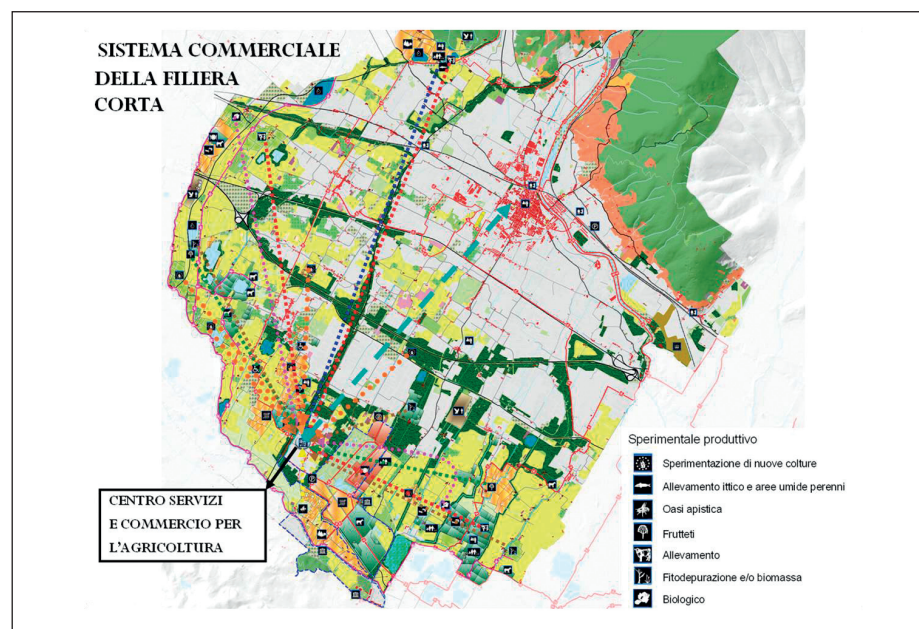 SISTEMA COMMERCIALE
DELLA FILIERA
CORTA
CENTRO SERVIZI
E COMMERCIO PER
L'AGRICOLTURA
Sperimentale produttivo
Sperimentazione di nuove colture
Allevamento ittico e aree umide perenni
Oasi apistica
Frutteti
Allevamento
Fitodepurazione e/o biomassa
Biologico